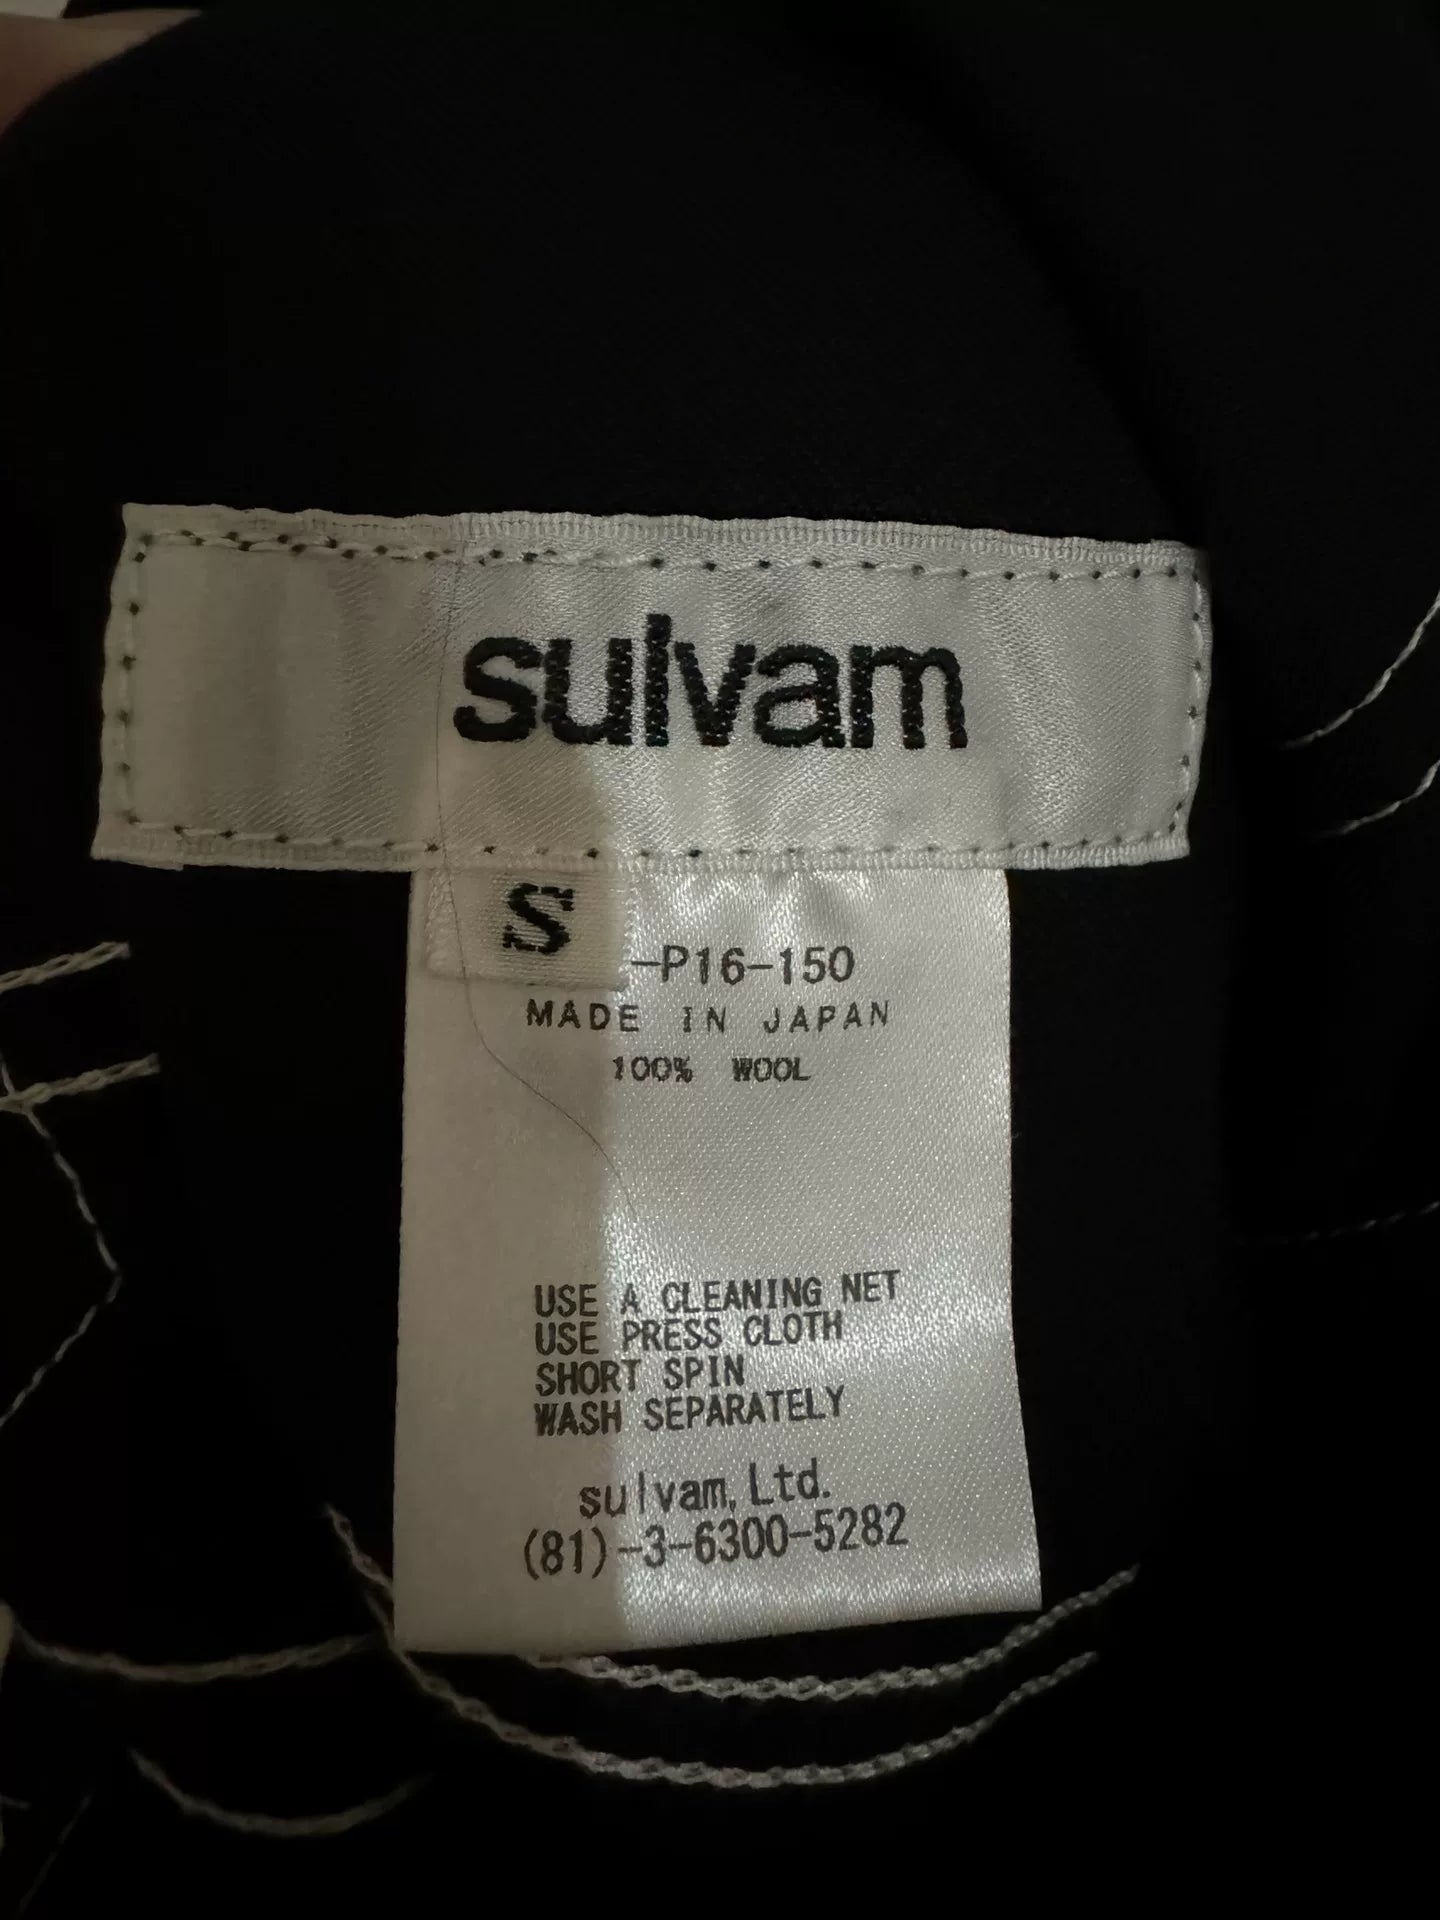 sulvam
S
-P16-150
MADE IN JAPAN
100% WOOL
USE A CLEANING NET
USE PRESS CLOTH
SHORT SPIN
WASH SEPARATELY
sulvam, Ltd.
(81)-3-6300-5282